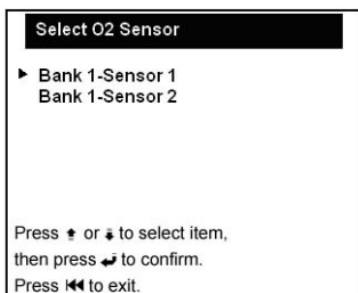 Select O2 Sensor
Bank 1-Sensor 1
Bank 1-Sensor 2
Press ⬆ or ⬇ to select item,
then press ↵ to confirm.
Press ⏮ to exit.